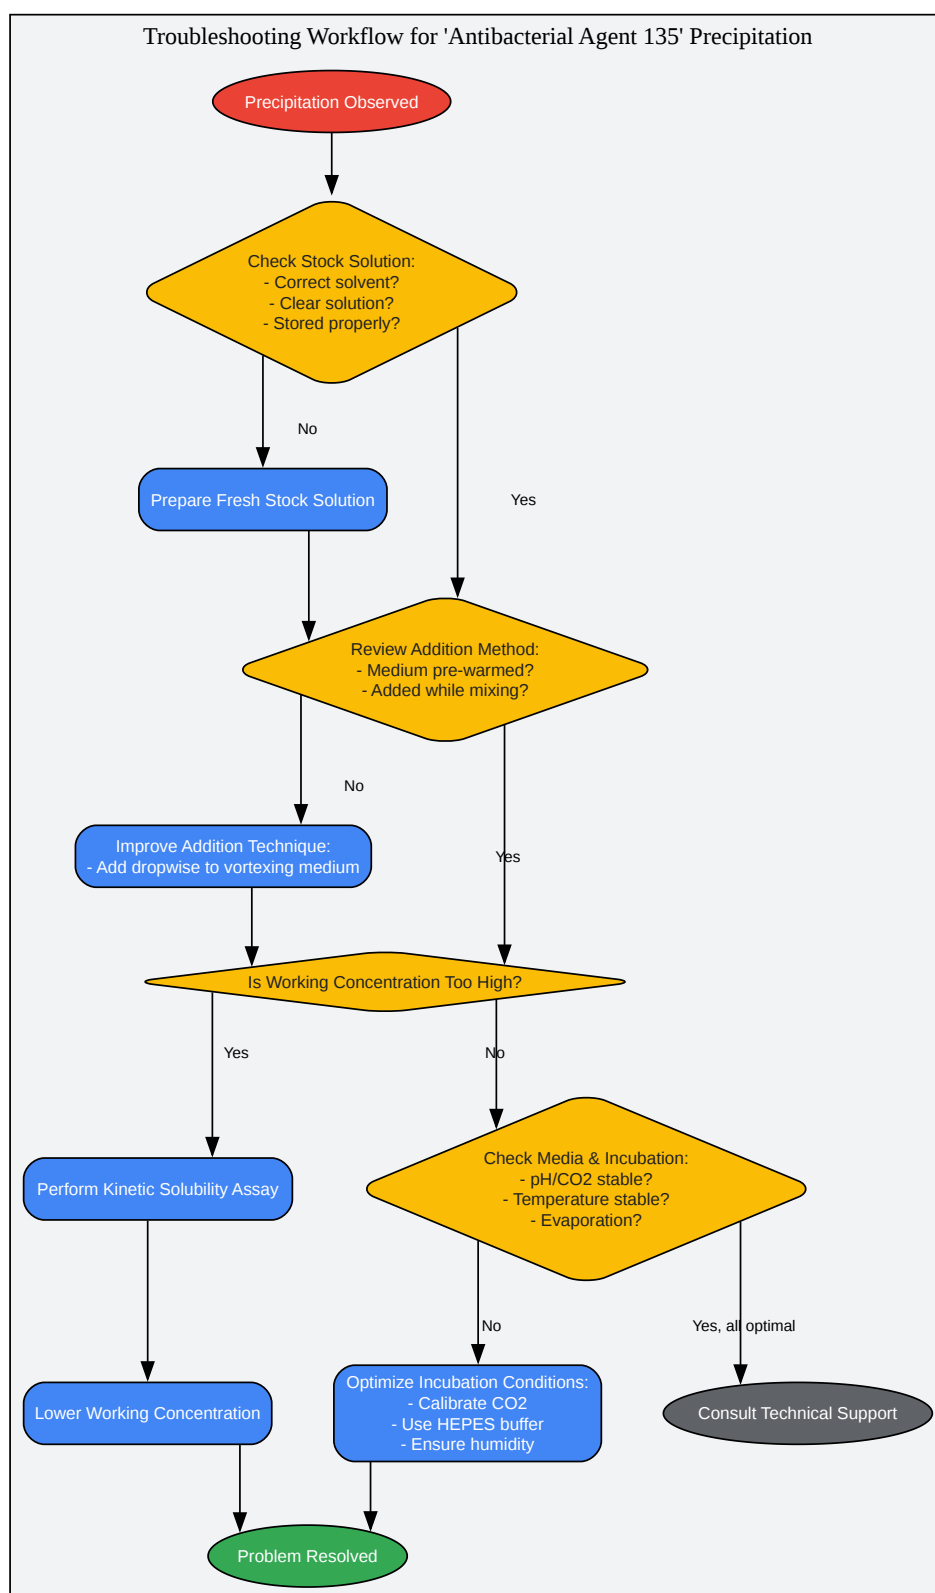 Troubleshooting Workflow for 'Antibacterial Agent 135' Precipitation
Precipitation Observed
Check Stock Solution:
- Correct solvent?
- Clear solution?
- Stored properly?
No
Prepare Fresh Stock Solution
Yes
Review Addition Method:
- Medium pre-warmed?
- Added while mixing?
No
Improve Addition Technique:
- Add dropwise to vortexing medium
Yes
Is Working Concentration Too High?
Yes
No
Check Media & Incubation:
- pH/CO2 stable?
- Temperature stable?
- Evaporation?
Perform Kinetic Solubility Assay
No
Yes, all optimal
Optimize Incubation Conditions:
- Calibrate CO2
- Use HEPES buffer
- Ensure humidity
Lower Working Concentration
Consult Technical Support
Problem Resolved